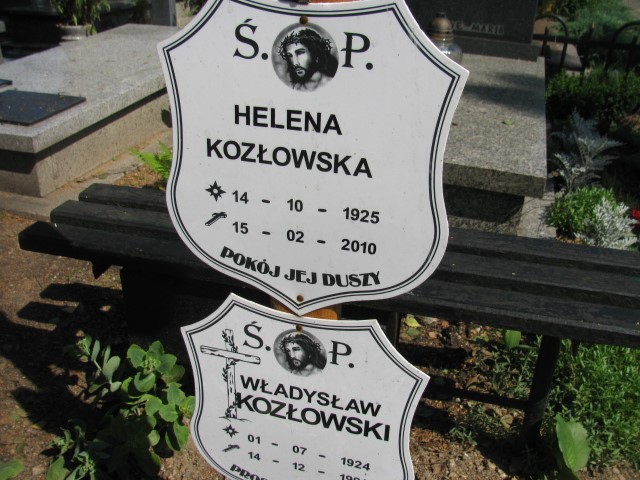 Ś. P.
HELENA
KOZŁOWSKA
14 - 10 - 1925
15 - 02 - 2010
POKÓJ JEJ DUSZY
Ś. P.
WŁADYSŁAW
KOZŁOWSKI
01 - 07 - 1924
14 - 12 -